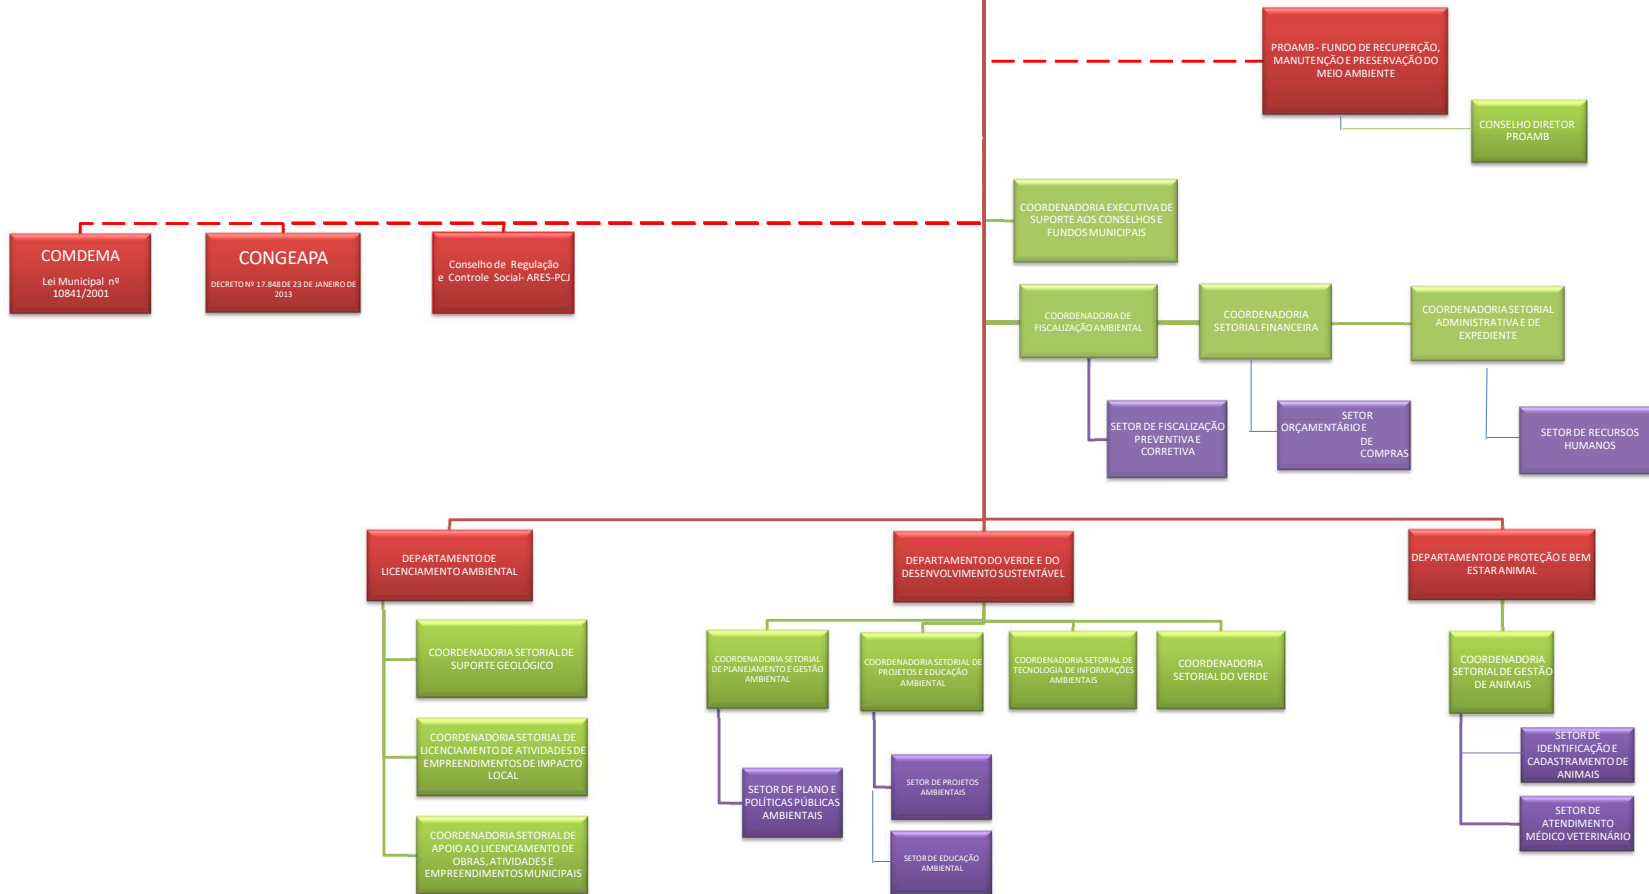 PROAMB - FUNDO DE RECUPERÇÃO,
MANUTENÇÃO E PRESERVAÇÃO DO
MEIO AMBIENTE
CONSELHO DIRETOR
PROAMB
COORDENADORIA EXECUTIVA DE
SUPORTE AOS CONSELHOS E
FUNDOS MUNICIPAIS
COMDEMA
Lei Municipal nº
10841/2001
CONGEAPA
DECRETO Nº 17.848 DE 23 DE JANEIRO DE
2013
Conselho de Regulação
e Controle Social- ARES-PCJ
COORDENADORIA DE
FISCALIZAÇÃO AMBIENTAL
COORDENADORIA
SETORIAL FINANCEIRA
COORDENADORIA SETORIAL
ADMINISTRATIVA E DE
EXPEDIENTE
SETOR DE FISCALIZAÇÃO
PREVENTIVA E
CORRETIVA
SETOR
ORÇAMENTÁRIO E
DE
COMPRAS
SETOR DE RECURSOS
HUMANOS
DEPARTAMENTO DE
LICENCIAMENTO AMBIENTAL
DEPARTAMENTO DO VERDE E DO
DESENVOLVIMENTO SUSTENTÁVEL
DEPARTAMENTO DE PROTEÇÃO E BEM
ESTAR ANIMAL
COORDENADORIA SETORIAL DE
SUPORTE GEOLÓGICO
COORDENADORIA SETORIAL DE
LICENCIAMENTO DE ATIVIDADES DE
EMPREENDIMENTOS DE IMPACTO
LOCAL
COORDENADORIA SETORIAL DE
APOIO AO LICENCIAMENTO DE
OBRAS, ATIVIDADES E
EMPREENDIMENTOS MUNICIPAIS
COORDENADORIA SETORIAL
DE PLANEJAMENTO E GESTÃO
AMBIENTAL
COORDENADORIA SETORIAL DE
PROJETOS E EDUCAÇÃO
AMBIENTAL
COORDENADORIA SETORIAL DE
TECNOLOGIA DE INFORMAÇÕES
AMBIENTAIS
COORDENADORIA
SETORIAL DO VERDE
COORDENADORIA
SETORIAL DE GESTÃO
DE ANIMAIS
SETOR DE PLANO E
POLÍTICAS PÚBLICAS
AMBIENTAIS
SETOR DE PROJETOS
AMBIENTAIS
SETOR DE EDUCAÇÃO
AMBIENTAL
SETOR DE
IDENTIFICAÇÃO E
CADASTRAMENTO DE
ANIMAIS
SETOR DE
ATENDIMENTO
MÉDICO VETERINÁRIO